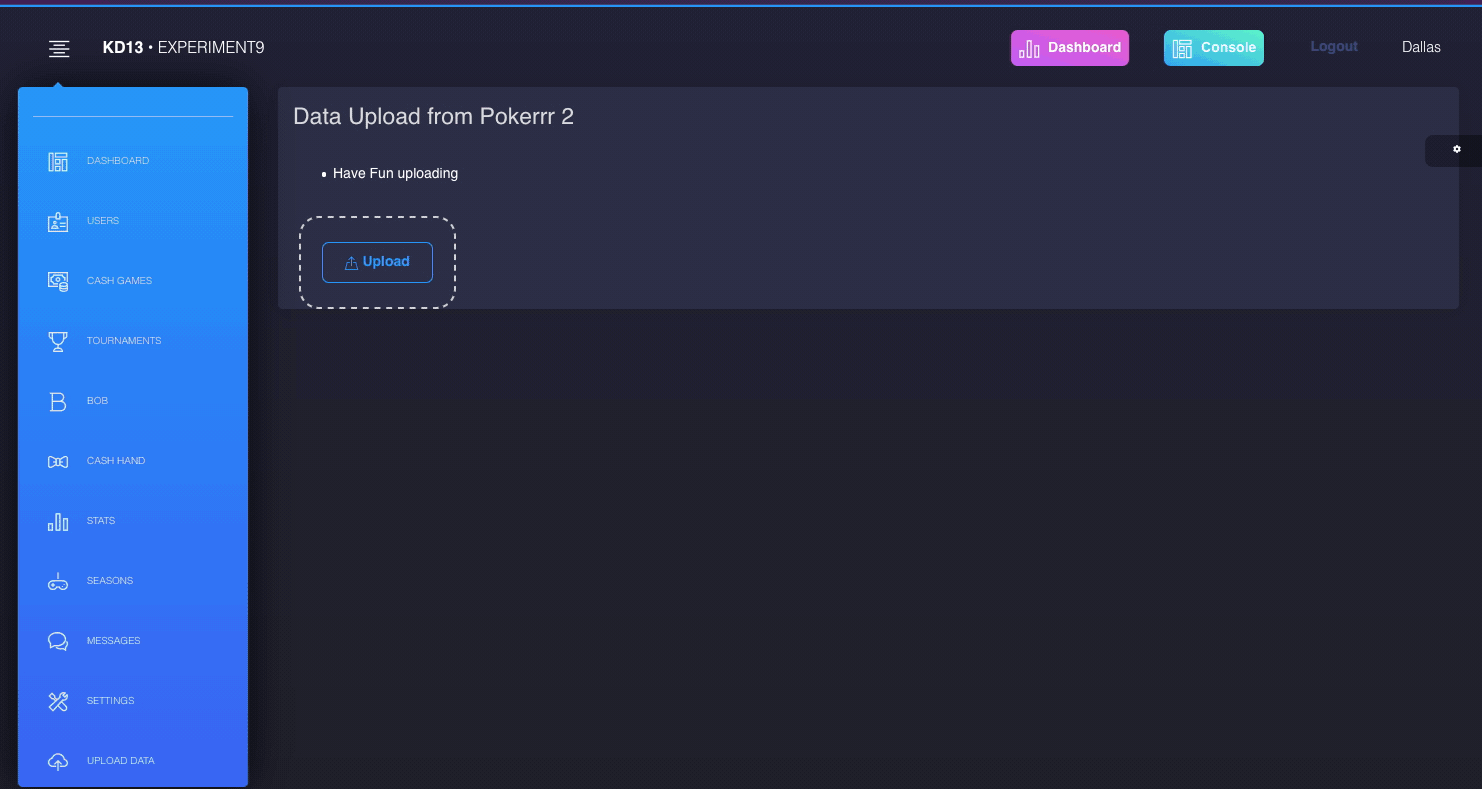 KD13 • EXPERIMENT9
Dashboard
Console
Logout
Dallas
DASHBOARD
USERS
CASH GAMES
TOURNAMENTS
BOB
CASH HAND
STATS
SEASONS
MESSAGES
SETTINGS
UPLOAD DATA
Data Upload from Pokerrr 2
• Have Fun uploading
Upload